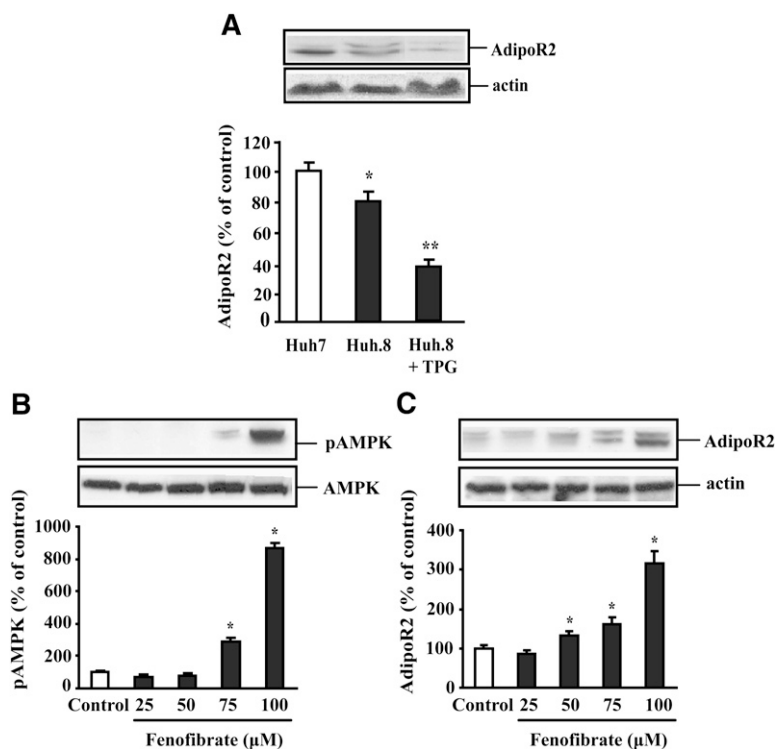 A
AdipoR2
actin
AdipoR2 (% of control)
120
100
80
60
40
20
0
*
**
Huh7 Huh.8 Huh.8
+ TPG
B
pAMPK
AMPK
pAMPK (% of control)
1000
800
600
400
200
0
*
*
Control 25 50 75 100
Fenofibrate (µM)
C
AdipoR2
actin
AdipoR2 (% of control)
400
300
200
100
0
*
*
*
Control 25 50 75 100
Fenofibrate (µM)